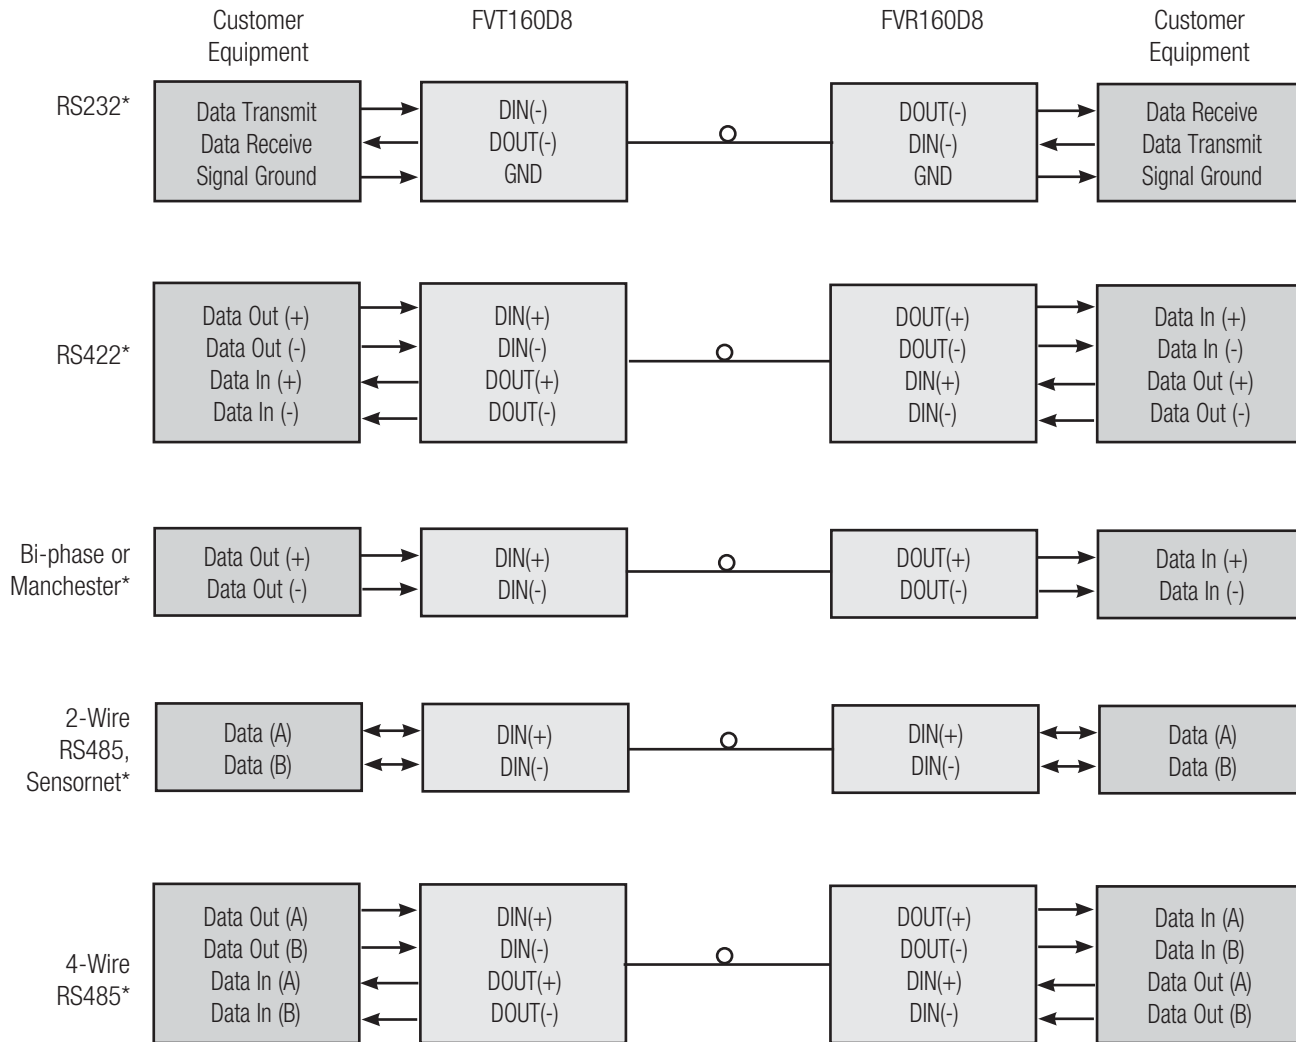 Customer
Equipment
FVT160D8
FVR160D8
Customer
Equipment
RS232*
Data Transmit
Data Receive
Signal Ground
DIN(-)
DOUT(-)
GND
DOUT(-)
DIN(-)
GND
Data Receive
Data Transmit
Signal Ground
RS422*
Data Out (+)
Data Out (-)
Data In (+)
Data In (-)
DIN(+)
DIN(-)
DOUT(+)
DOUT(-)
DOUT(+)
DOUT(-)
DIN(+)
DIN(-)
Data In (+)
Data In (-)
Data Out (+)
Data Out (-)
Bi-phase or
Manchester*
Data Out (+)
Data Out (-)
DIN(+)
DIN(-)
DOUT(+)
DOUT(-)
Data In (+)
Data In (-)
2-Wire
RS485,
Sensornet*
Data (A)
Data (B)
DIN(+)
DIN(-)
DIN(+)
DIN(-)
Data (A)
Data (B)
4-Wire
RS485*
Data Out (A)
Data Out (B)
Data In (A)
Data In (B)
DIN(+)
DIN(-)
DOUT(+)
DOUT(-)
DOUT(+)
DOUT(-)
DIN(+)
DIN(-)
Data In (A)
Data In (B)
Data Out (A)
Data Out (B)